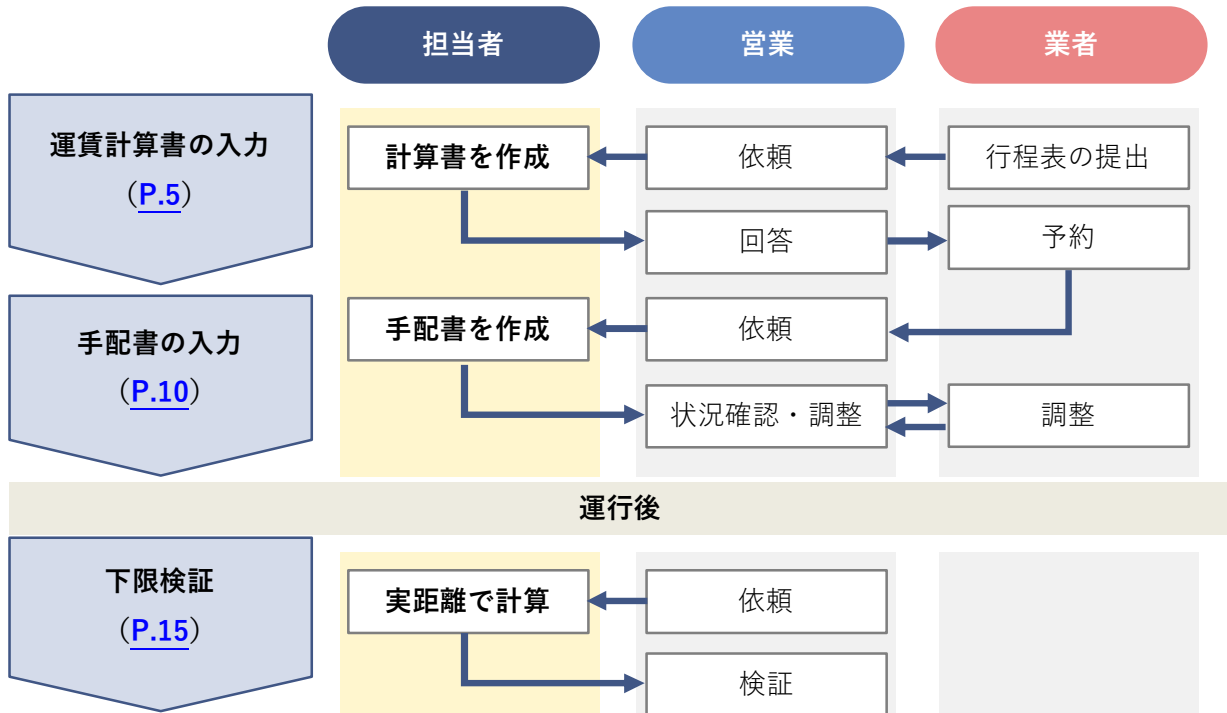 担当者
営業
業者
運賃計算書の入力
（P.5）
計算書を作成
依頼
行程表の提出
回答
予約
手配書の入力
（P.10）
手配書を作成
依頼
状況確認・調整
調整
運行後
下限検証
（P.15）
実距離で計算
依頼
検証